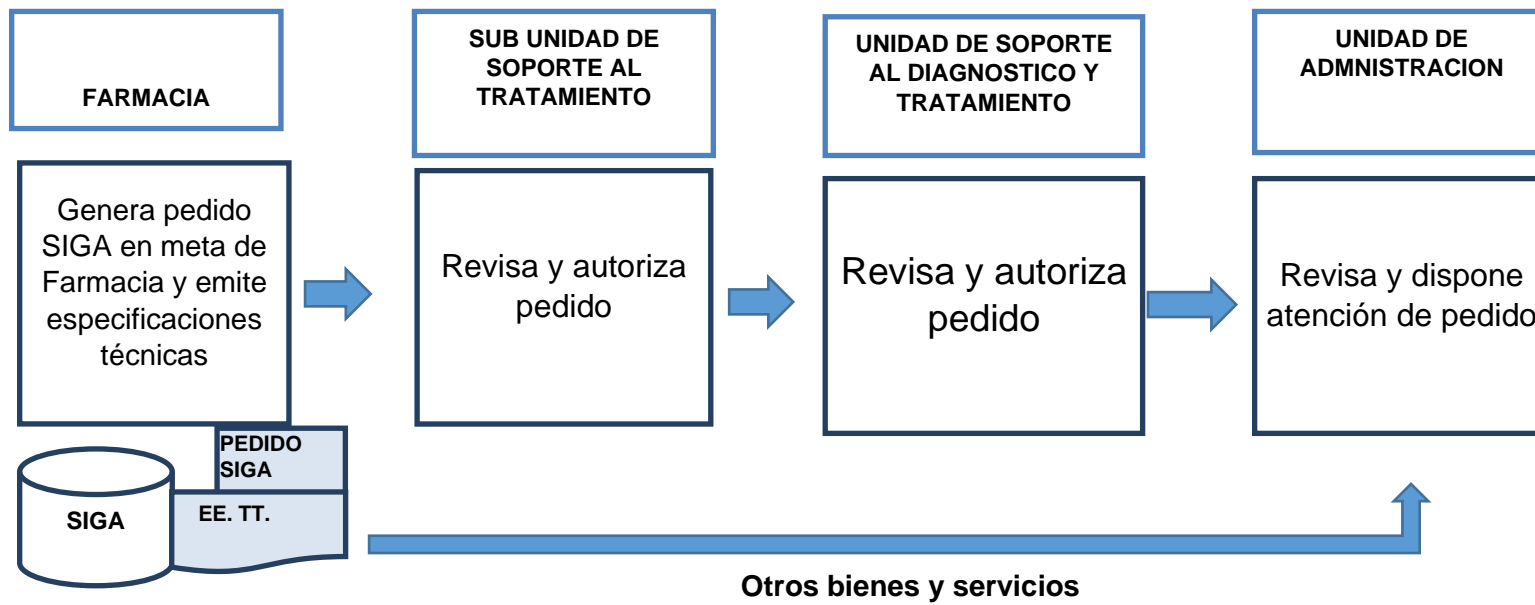 FARMACIA
SUB UNIDAD DE
SOPORTE AL
TRATAMIENTO
UNIDAD DE SOPORTE
AL DIAGNOSTICO Y
TRATAMIENTO
UNIDAD DE
ADMNISTRACION
Genera pedido
SIGA en meta de
Farmacia y emite
especificaciones
técnicas
Revisa y autoriza
pedido
Revisa y autoriza
pedido
Revisa y dispone
atención de pedido
PEDIDO
SIGA
SIGA
EE. TT.
Otros bienes y servicios